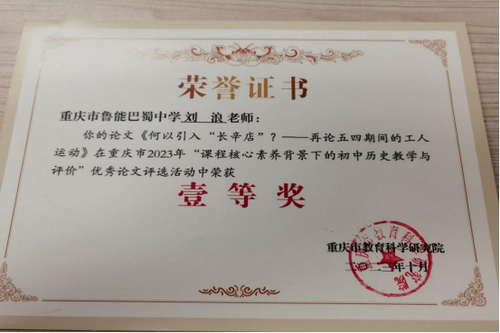 荣誉证书
重庆市鲁能巴蜀中学刘浪老师：
你的论文《何以引入“长辛店”？——再论五四期间的工人
运动》在重庆市2023年“课程核心素养背景下的初中历史教学与
评价”优秀论文评选活动中荣获
壹等奖
重庆市教育科学研究院
二〇二三年十月